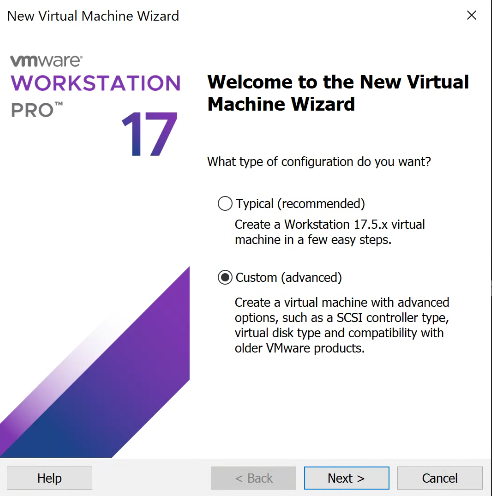 New Virtual Machine Wizard
vmware®
WORKSTATION
PRO™
17
Welcome to the New Virtual
Machine Wizard
What type of configuration do you want?
Typical (recommended)
Create a Workstation 17.5.x virtual
machine in a few easy steps.
Custom (advanced)
Create a virtual machine with advanced
options, such as a SCSI controller type,
virtual disk type and compatibility with
older VMware products.
Help
< Back
Next >
Cancel